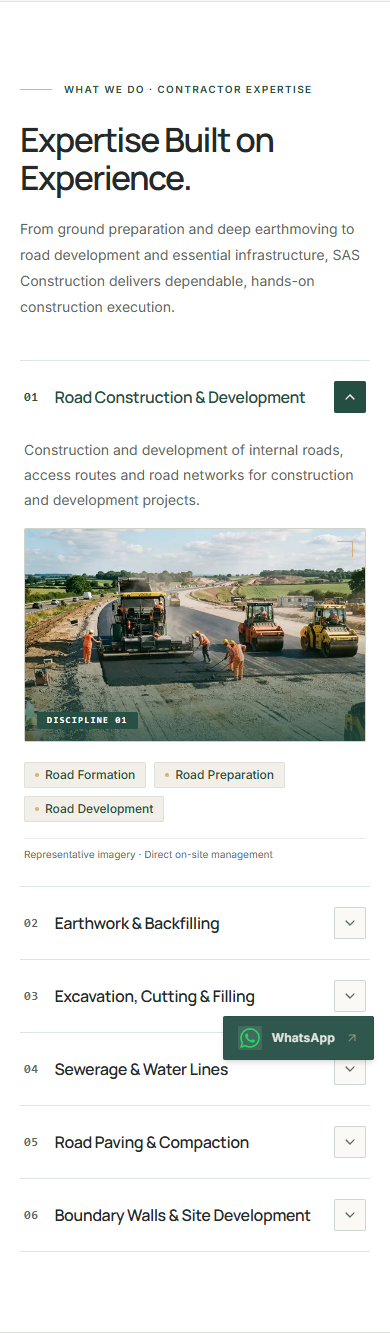 WHAT WE DO · CONTRACTOR EXPERTISE
Expertise Built on
Experience.
From ground preparation and deep earthmoving to
road development and essential infrastructure, SAS
Construction delivers dependable, hands-on
construction execution.
01 Road Construction & Development
Construction and development of internal roads,
access routes and road networks for construction
and development projects.
DISCIPLINE 01
Road Formation
Road Preparation
Road Development
Representative imagery · Direct on-site management
02 Earthwork & Backfilling
03 Excavation, Cutting & Filling
WhatsApp
04 Sewerage & Water Lines
05 Road Paving & Compaction
06 Boundary Walls & Site Development